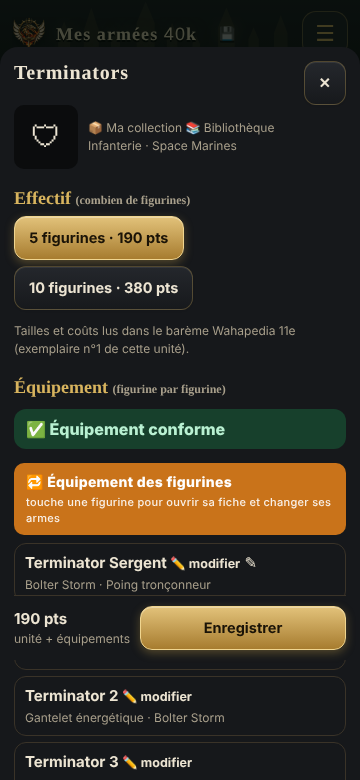 Mes armées 40k 💾 ☰
Terminators
×
📦 Ma collection 📚 Bibliothèque
Infanterie · Space Marines
Effectif (combien de figurines)
5 figurines · 190 pts
10 figurines · 380 pts
Tailles et coûts lus dans le barème Wahapedia 11e
(exemplaire n°1 de cette unité).
Équipement (figurine par figurine)
✅ Équipement conforme
🔁 Équipement des figurines
touche une figurine pour ouvrir sa fiche et changer ses
armes
Terminator Sergent ✏️ modifier ✎
Bolter Storm · Poing tronçonneur
190 pts
unité + équipements
Enregistrer
Terminator 2 ✏️ modifier
Gantelet énergétique · Bolter Storm
Terminator 3 ✏️ modifier